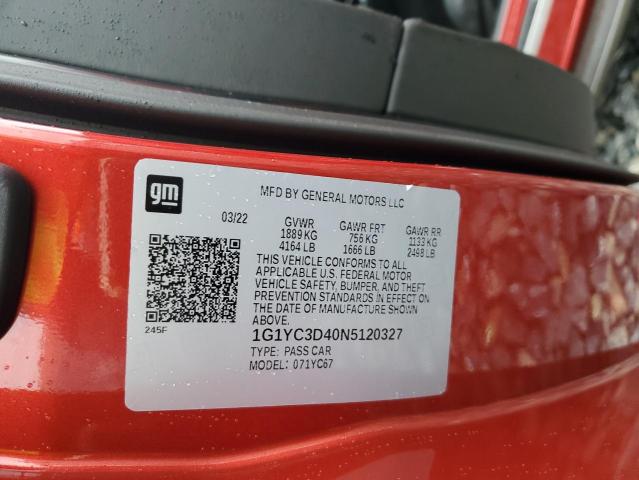 gm
MFD BY GENERAL MOTORS LLC
03/22 GVWR GAWR FRT GAWR RR
1889 KG 756 KG 1133 KG
4164 LB 1666 LB 2498 LB
THIS VEHICLE CONFORMS TO ALL
APPLICABLE U.S. FEDERAL MOTOR
VEHICLE SAFETY, BUMPER, AND THEFT
PREVENTION STANDARDS IN EFFECT ON
THE DATE OF MANUFACTURE SHOWN
ABOVE.
245F
1G1YC3D40N5120327
TYPE: PASS CAR
MODEL: 071YC67